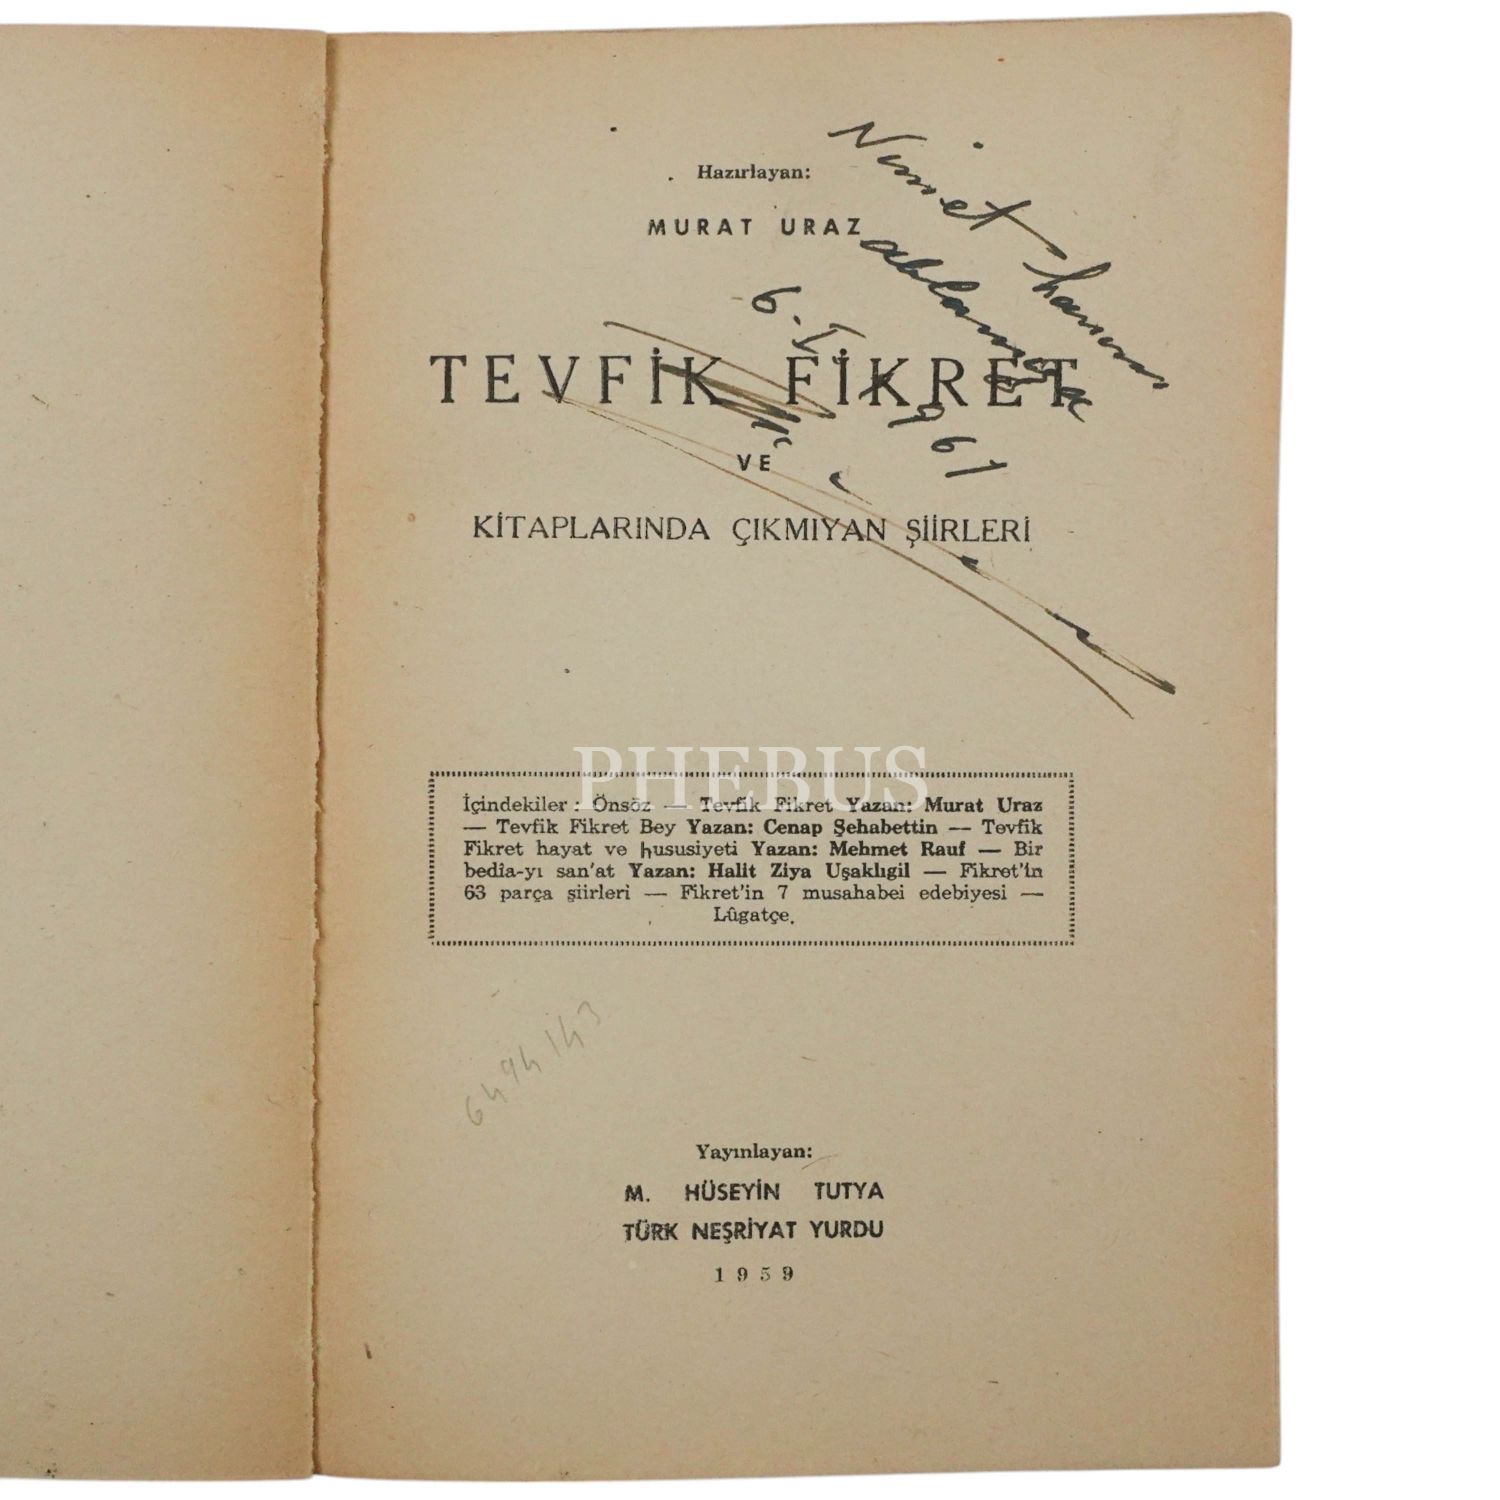 Nimet hanım
ablamıza
6.I.1961
Hazırlayan:
MURAT URAZ
TEVFİK FİKRET
VE
KİTAPLARINDA ÇIKMIYAN ŞİİRLERİ
PHEBUS
İçindekiler : Önsöz — Tevfik Fikret Yazan: Murat Uraz
— Tevfik Fikret Bey Yazan: Cenap Şehabettin — Tevfik
Fikret hayat ve hususiyeti Yazan: Mehmet Rauf — Bir
bedîa-yı san'at Yazan: Halit Ziya Uşaklıgil — Fikret'in
63 parça şiirleri — Fikret'in 7 musahabei edebiyesi —
Lûgatçe.
Yayınlayan:
M. HÜSEYİN TUTYA
TÜRK NEŞRİYAT YURDU
1959